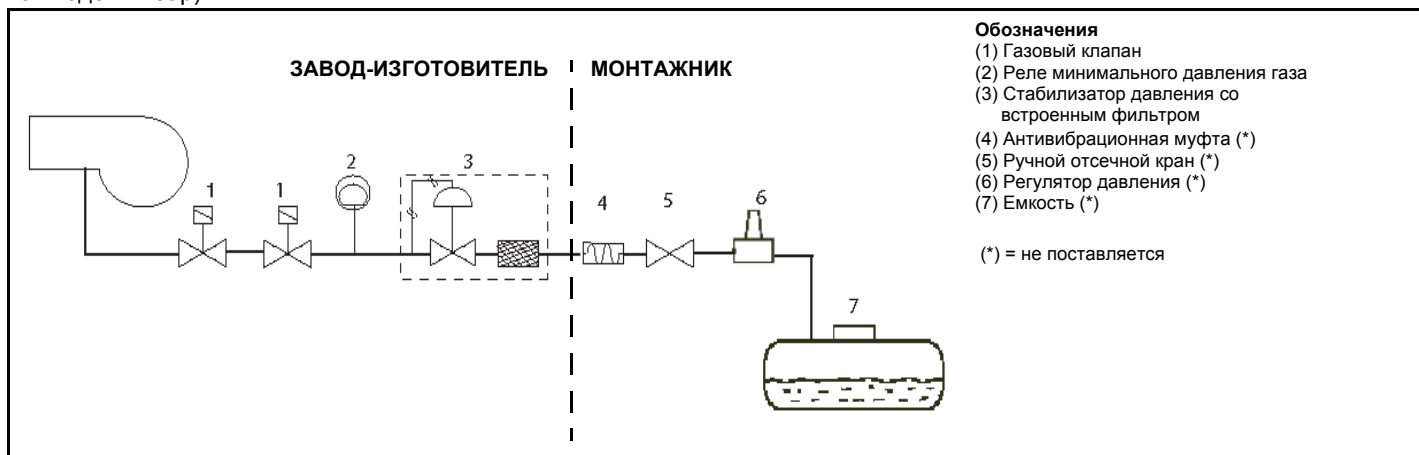 ЗАВОД-ИЗГОТОВИТЕЛЬ
МОНТАЖНИК
1
1
2
3
4
5
6
7
Обозначения
(1) Газовый клапан
(2) Реле минимального давления газа
(3) Стабилизатор давления со
встроенным фильтром
(4) Антивибрационная муфта (*)
(5) Ручной отсечной кран (*)
(6) Регулятор давления (*)
(7) Емкость (*)
(*) = не поставляется